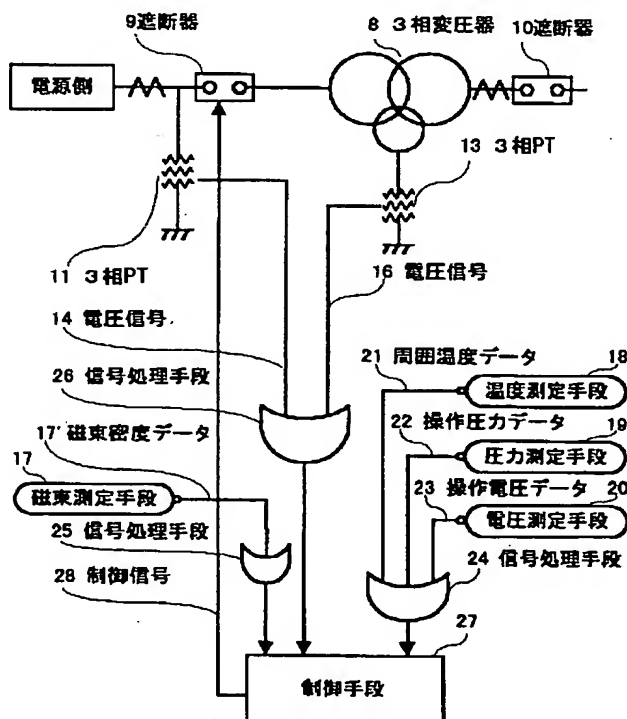 9遮断器
8 3相変圧器
10遮断器
電源側
13 3相PT
11 3相PT
16 電圧信号
14 電圧信号
21 周囲温度データ
18
26 信号処理手段
温度測定手段
22 操作圧力データ
19
17' 磁束密度データ
圧力測定手段
17
23 操作電圧データ
20
磁束測定手段
電圧測定手段
25 信号処理手段
24 信号処理手段
28 制御信号
27
制御手段